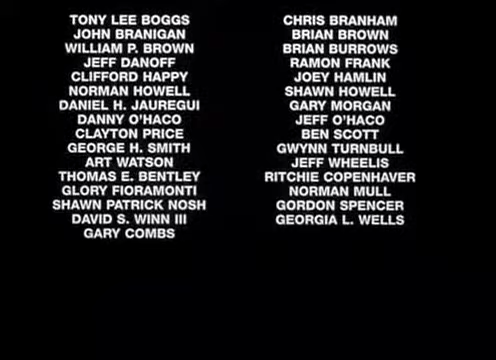 TONY LEE BOGGS
JOHN BRANIGAN
WILLIAM P. BROWN
JEFF DANOFF
CLIFFORD HAPPY
NORMAN HOWELL
DANIEL H. JAUREGUI
DANNY O'HACO
CLAYTON PRICE
GEORGE H. SMITH
ART WATSON
THOMAS E. BENTLEY
GLORY FIORAMONTI
SHAWN PATRICK NOSH
DAVID S. WINN III
GARY COMBS
CHRIS BRANHAM
BRIAN BROWN
BRIAN BURROWS
RAMON FRANK
JOEY HAMLIN
SHAWN HOWELL
GARY MORGAN
JEFF O'HACO
BEN SCOTT
GWYNN TURNBULL
JEFF WHEELIS
RITCHIE COPENHAVER
NORMAN MULL
GORDON SPENCER
GEORGIA L. WELLS